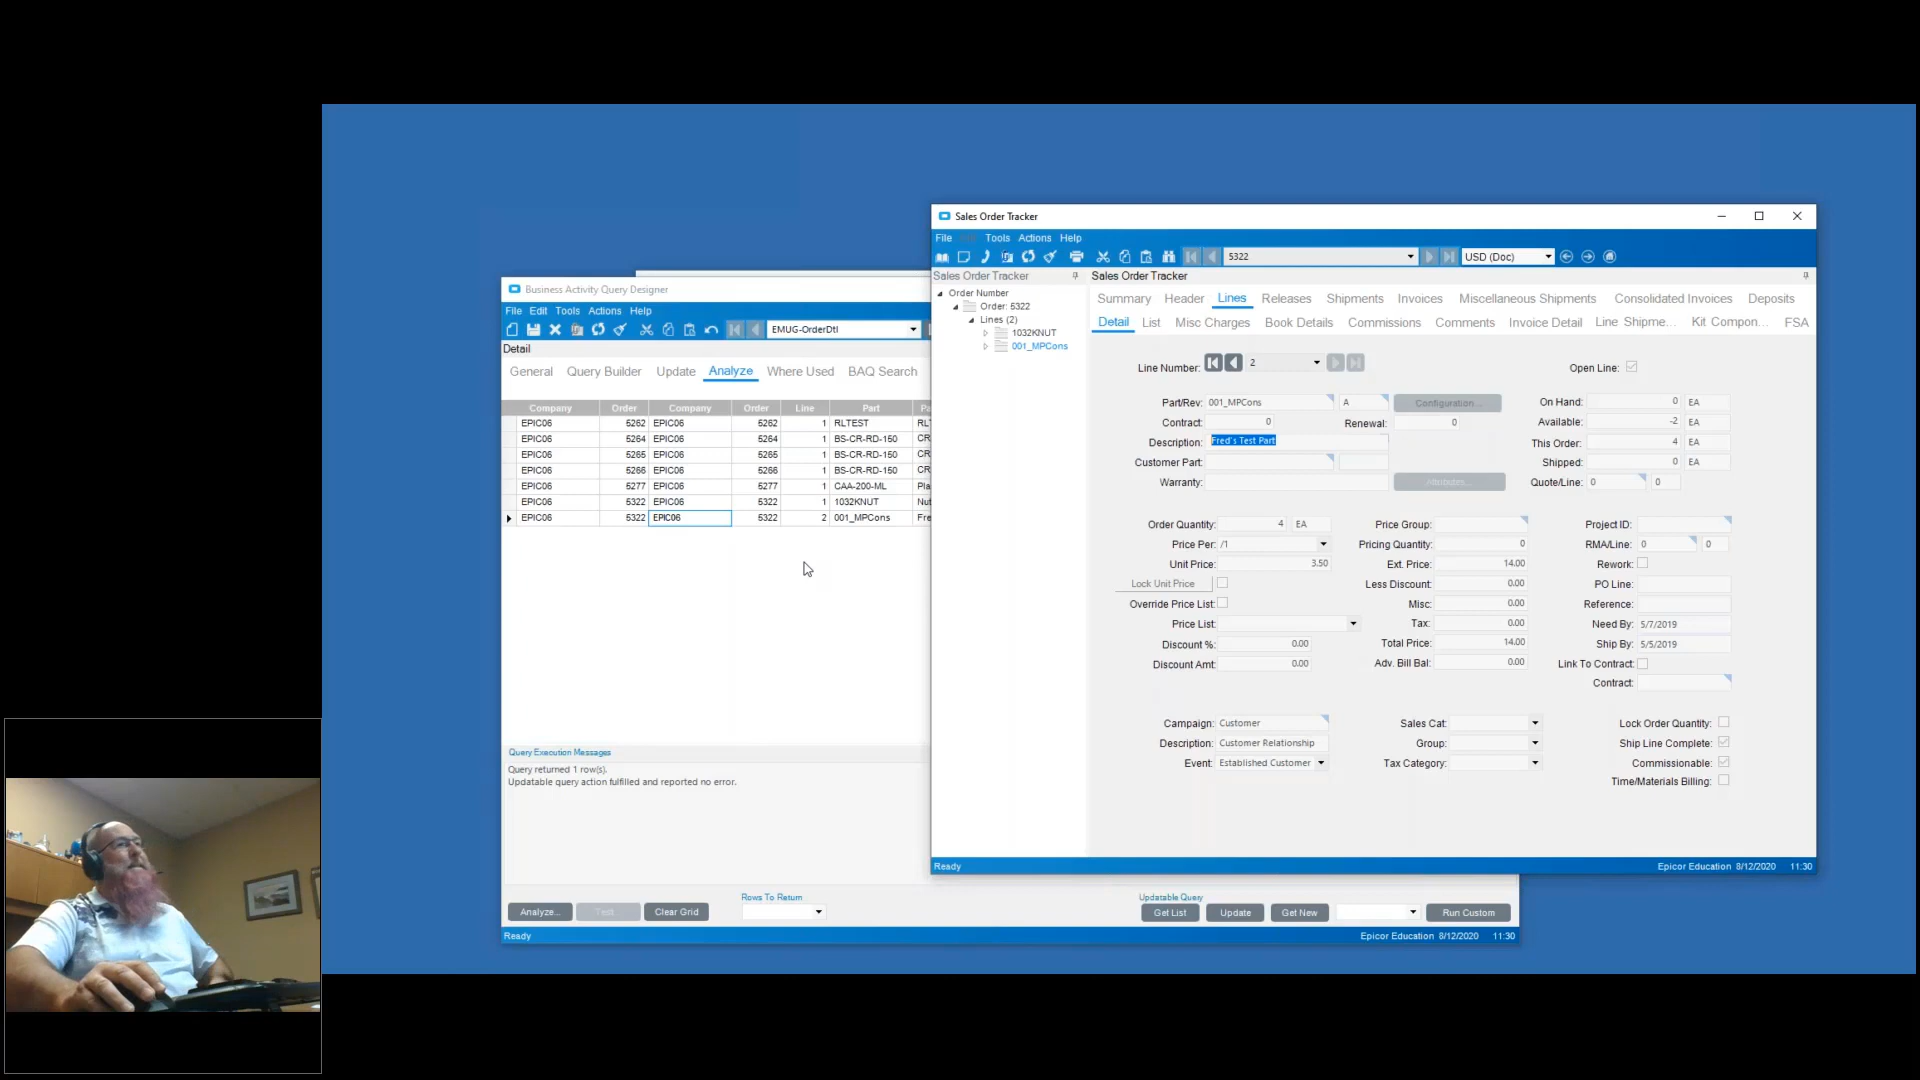 Sales Order Tracker
File Tools Actions Help
5322 USD (Doc)
Sales Order Tracker
Order Number
Order: 5322
Lines (2)
1032KNUT
001_MPCons
Sales Order Tracker
Summary Header Lines Releases Shipments Invoices Miscellaneous Shipments Consolidated Invoices Deposits
Detail List Misc Charges Book Details Commissions Comments Invoice Detail Line Shipme... Kit Compon... FSA
Line Number: 2 Open Line:
Part/Rev: 001_MPCons A Configuration... On Hand: 0 EA
Contract: 0 Renewal: 0 Available: -2 EA
Description: Fred's Test Part This Order: 4 EA
Customer Part: Shipped: 0 EA
Warranty: Attributes... Quote/Line: 0 0
Order Quantity: 4 EA Price Group: Project ID:
Price Per: /1 Pricing Quantity: 0 RMA/Line: 0 0
Unit Price: 3.50 Ext. Price: 14.00 Rework:
Lock Unit Price Less Discount: 0.00 PO Line:
Override Price List: Misc: 0.00 Reference:
Price List: Tax: 0.00 Need By: 5/7/2019
Discount %: 0.00 Total Price: 14.00 Ship By: 5/5/2019
Discount Amt: 0.00 Adv. Bill Bal: 0.00 Link To Contract:
Contract:
Campaign: Customer Sales Cat: Lock Order Quantity:
Description: Customer Relationship Group: Ship Line Complete:
Event: Established Customer Tax Category: Commissionable:
Time/Materials Billing:
Ready Epicor Education 8/12/2020 11:30
Business Activity Query Designer
File Edit Tools Actions Help
EMUG-OrderDtl
Detail
General Query Builder Update Analyze Where Used BAQ Search
Company Order Company Order Line Part Pa
EPIC06 5262 EPIC06 5262 1 RLTEST RL
EPIC06 5264 EPIC06 5264 1 BS-CR-RD-150 CR
EPIC06 5265 EPIC06 5265 1 BS-CR-RD-150 CR
EPIC06 5266 EPIC06 5266 1 BS-CR-RD-150 CR
EPIC06 5277 EPIC06 5277 1 CAA-200-ML Pla
EPIC06 5322 EPIC06 5322 1 1032KNUT Nut
EPIC06 5322 EPIC06 5322 2 001_MPCons Fre
Query Execution Messages
Query returned 1 row(s).
Updatable query action fulfilled and reported no error.
Rows To Return Updatable Query
Analyze... Test Clear Grid Get List Update Get New Run Custom
Ready Epicor Education 8/12/2020 11:30